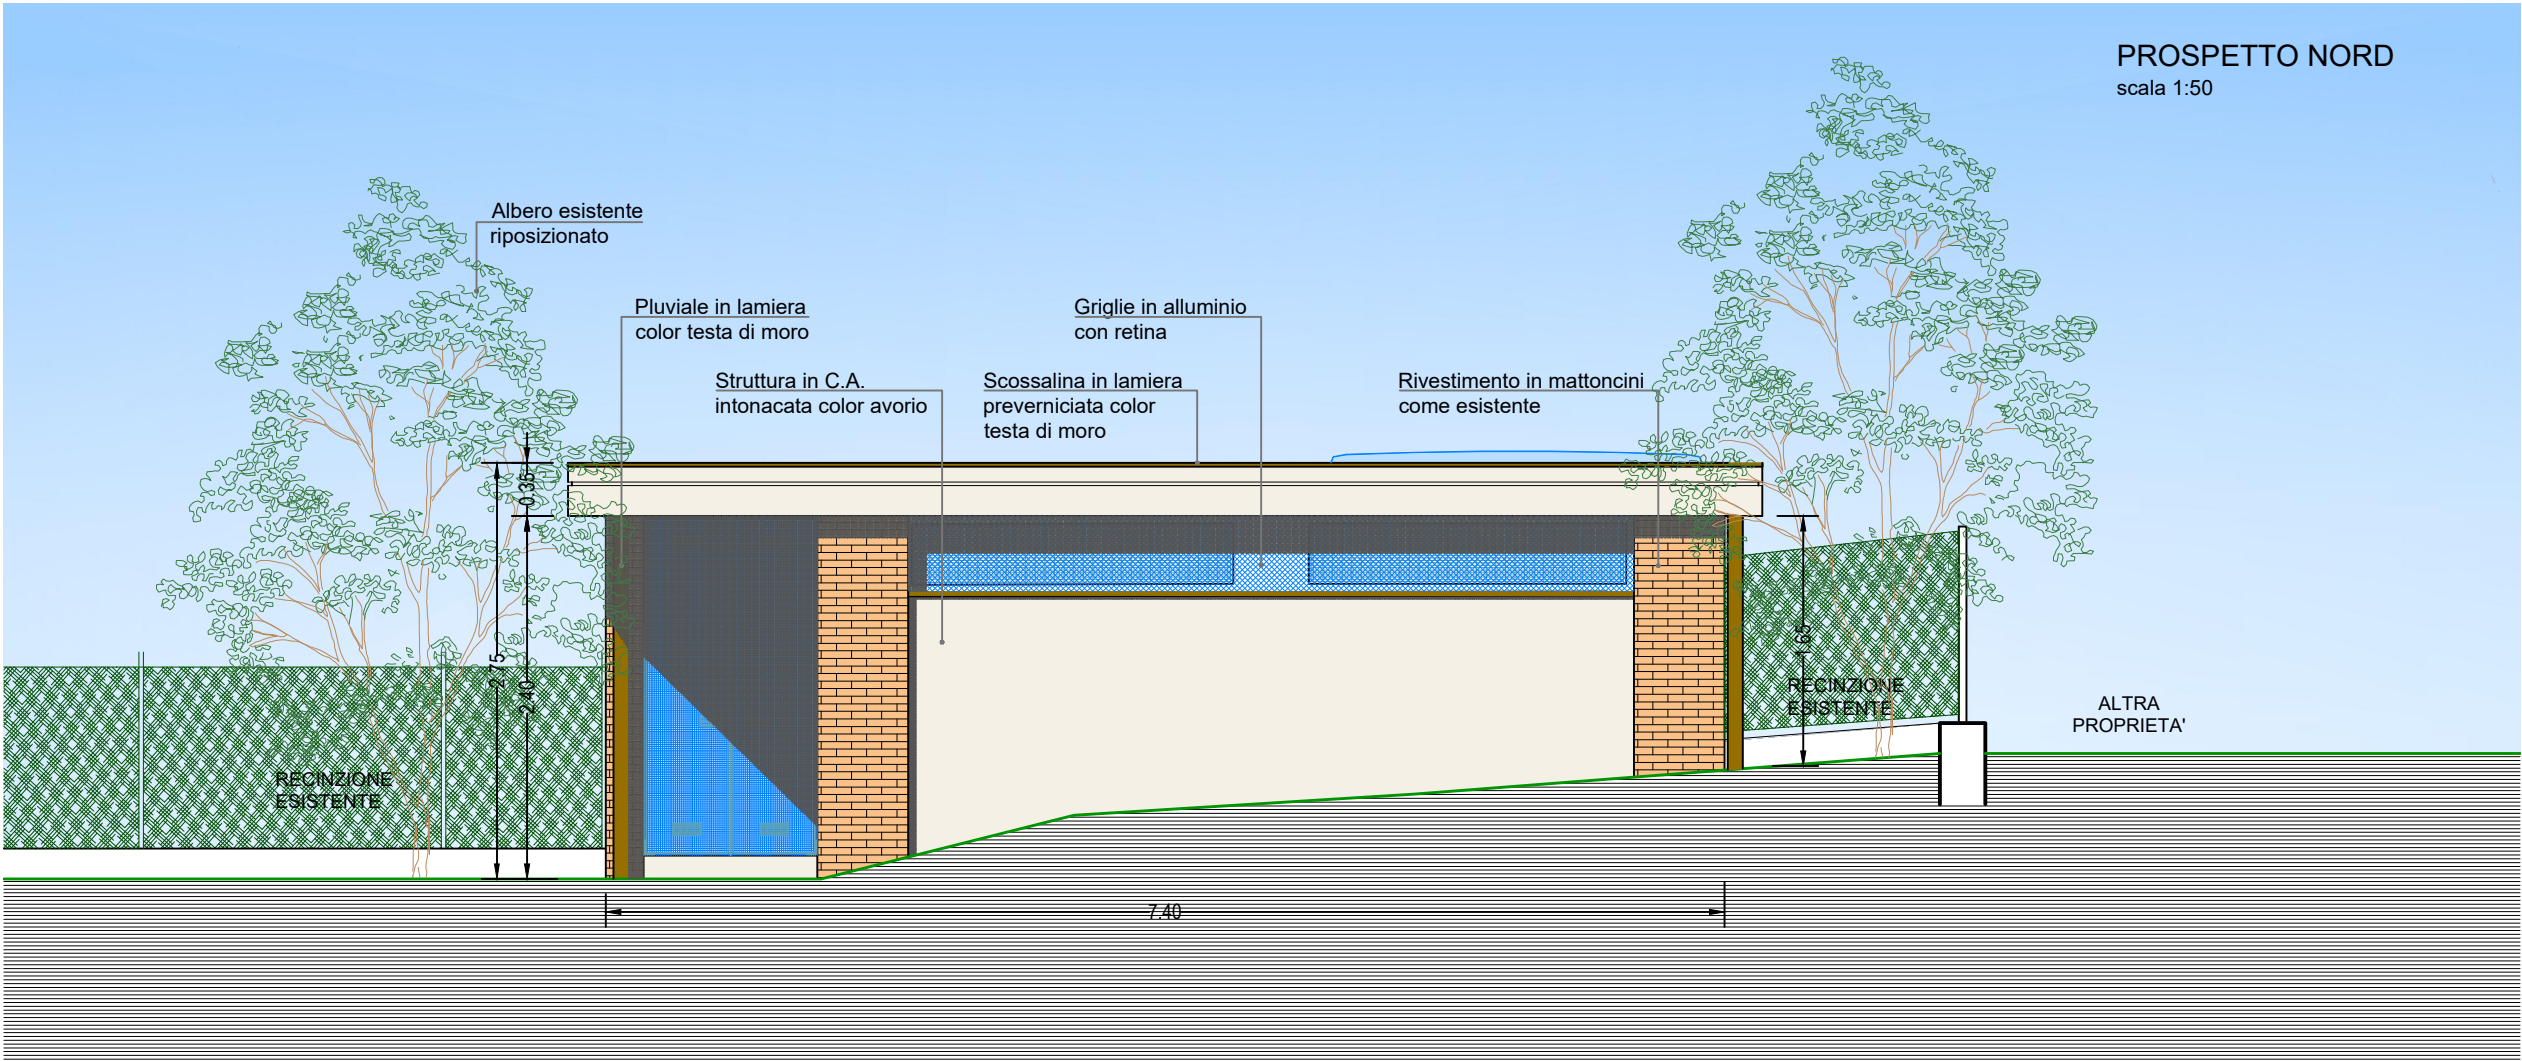 PROSPETTO NORD
scala 1:50
Albero esistente
riposizionato
Pluviale in lamiera
color testa di moro
Griglie in alluminio
con retina
Struttura in C.A.
intonacata color avorio
Scossalina in lamiera
preverniciata color
testa di moro
Rivestimento in mattoncini
come esistente
0.35
2.75
2.40
1.65
RECINZIONE
ESISTENTE
RECINZIONE
ESISTENTE
ALTRA
PROPRIETA'
7.40